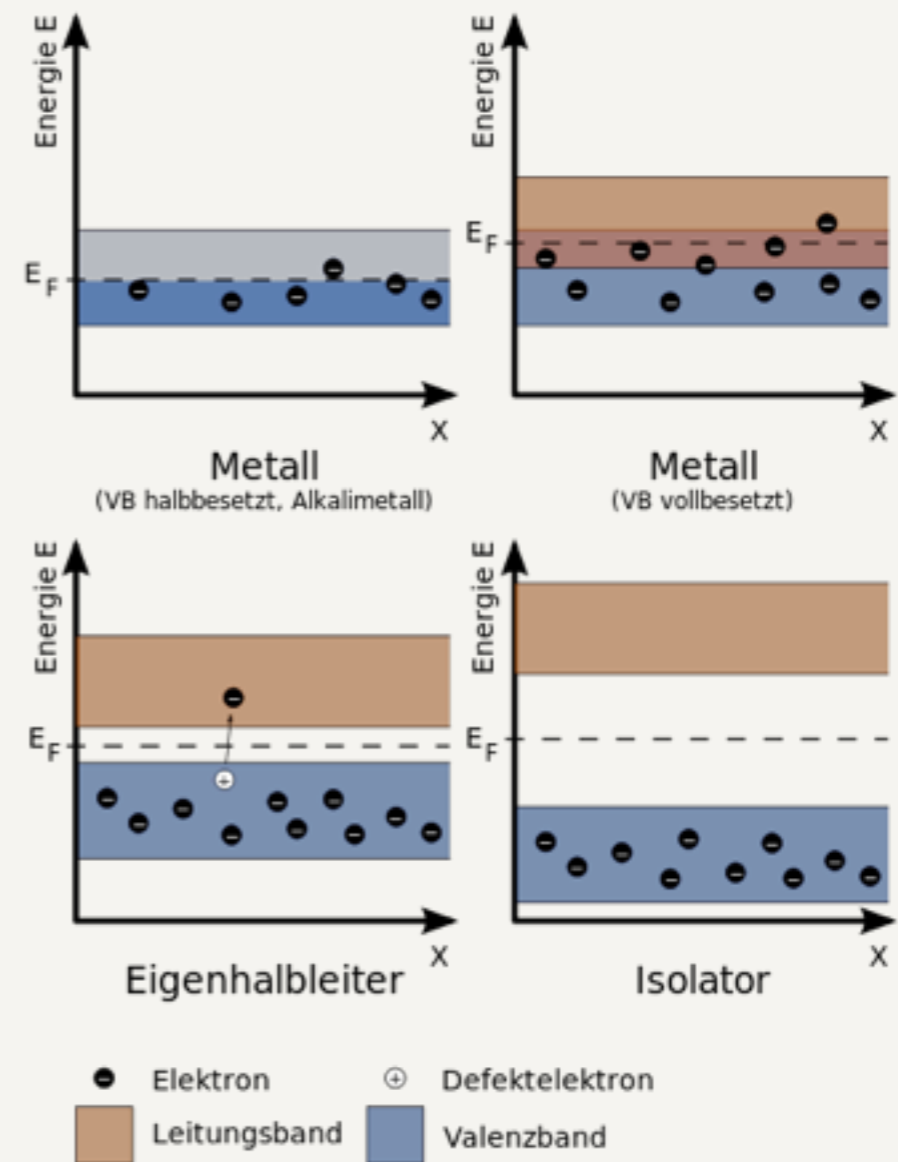 Energie E
E F
X
Metall
(VB halbbesetzt, Alkalimetall)
Energie E
E F
X
Metall
(VB vollbesetzt)
Energie E
E F
X
Eigenhalbleiter
Energie E
E F
X
Isolator
Elektron
Defektelektron
Leitungsband
Valenzband